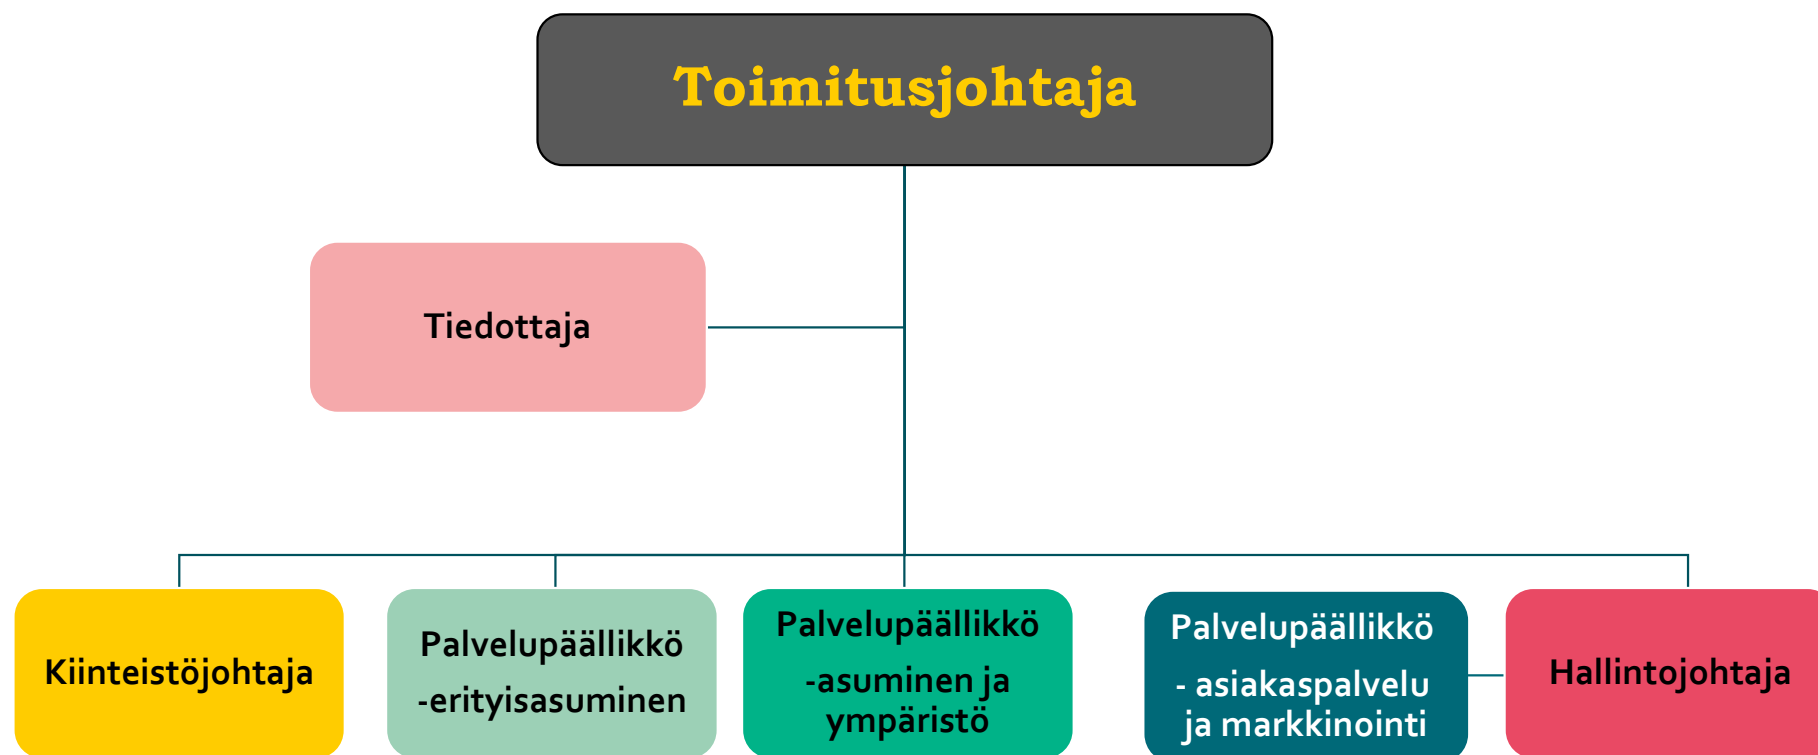 Toimitusjohtaja
Tiedottaja
Kiinteistöjohtaja
Palvelupäällikkö
-erityisasuminen
Palvelupäällikkö
-asuminen ja
ympäristö
Palvelupäällikkö
- asiakaspalvelu
ja markkinointi
Hallintojohtaja